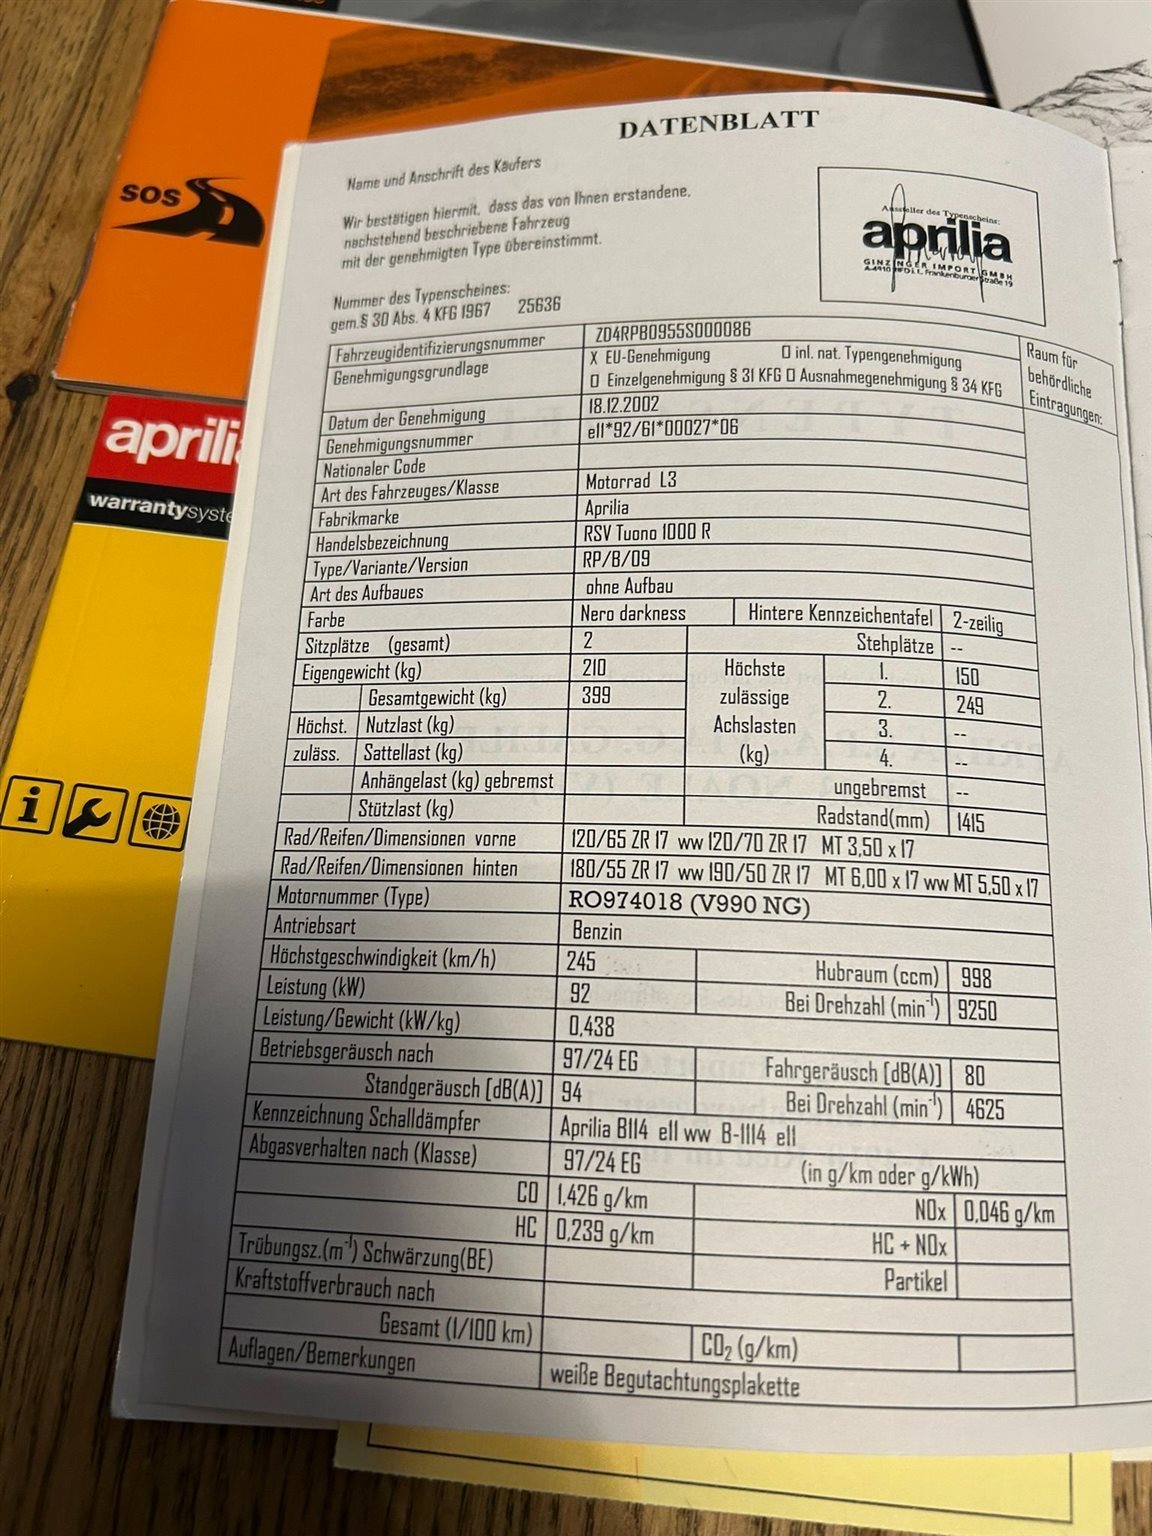 DATENBLATT
Name und Anschrift des Käufers
Wir bestätigen hiermit, dass das von Ihnen erstandene,
nachstehend beschriebene Fahrzeug
mit der genehmigten Type übereinstimmt.
Aussteller des Typenscheins:
aprilia
GINZINGER IMPORT GMBH
Frankenburger Straße 19
Nummer des Typenscheines:
gem.§ 30 Abs. 4 KFG 1967 25636
Fahrzeugidentifizierungsnummer ZD4RPB0955S000086
Genehmigungsgrundlage X EU-Genehmigung □ inl. nat. Typengenehmigung
□ Einzelgenehmigung § 31 KFG □ Ausnahmegenehmigung § 34 KFG
Raum für
behördliche
Eintragungen:
Datum der Genehmigung 18.12.2002
Genehmigungsnummer e11*92/61*00027*06
Nationaler Code
Art des Fahrzeuges/Klasse Motorrad L3
Fabrikmarke Aprilia
Handelsbezeichnung RSV Tuono 1000 R
Type/Variante/Version RP/B/09
Art des Aufbaues ohne Aufbau
Farbe Nero darkness Hintere Kennzeichentafel 2-zeilig
Sitzplätze (gesamt) 2 Stehplätze --
Eigengewicht (kg) 210 Höchste 1. 150
Gesamtgewicht (kg) 399 zulässige 2. 249
Höchst. Nutzlast (kg) Achslasten 3. --
zuläss. Sattellast (kg) (kg) 4. --
Anhängelast (kg) gebremst ungebremst --
Stützlast (kg) Radstand(mm) 1415
Rad/Reifen/Dimensionen vorne 120/65 ZR 17 ww 120/70 ZR 17 MT 3,50 x 17
Rad/Reifen/Dimensionen hinten 180/55 ZR 17 ww 190/50 ZR 17 MT 6,00 x 17 ww MT 5,50 x 17
Motornummer (Type) RO974018 (V990 NG)
Antriebsart Benzin
Höchstgeschwindigkeit (km/h) 245 Hubraum (ccm) 998
Leistung (kW) 92 Bei Drehzahl (min⁻¹) 9250
Leistung/Gewicht (kW/kg) 0,438
Betriebsgeräusch nach 97/24 EG Fahrgeräusch [dB(A)] 80
Standgeräusch [dB(A)] 94 Bei Drehzahl (min⁻¹) 4625
Kennzeichnung Schalldämpfer Aprilia B114 e11 ww B-1114 e11
Abgasverhalten nach (Klasse) 97/24 EG (in g/km oder g/kWh)
CO 1,426 g/km NOx 0,046 g/km
HC 0,239 g/km HC + NOx
Trübungsz.(m⁻¹) Schwärzung(BE) Partikel
Kraftstoffverbrauch nach
Gesamt (1/100 km) CO₂ (g/km)
Auflagen/Bemerkungen weiße Begutachtungsplakette
SOS
aprilia
warrantysyste